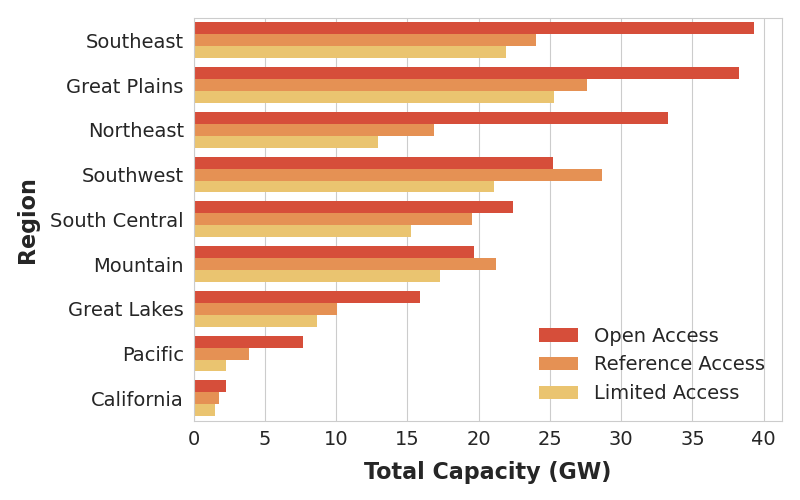 Southeast
Great Plains
Northeast
Southwest
South Central
Mountain
Great Lakes
Pacific
California
Region
Open Access
Reference Access
Limited Access
0 5 10 15 20 25 30 35 40
Total Capacity (GW)